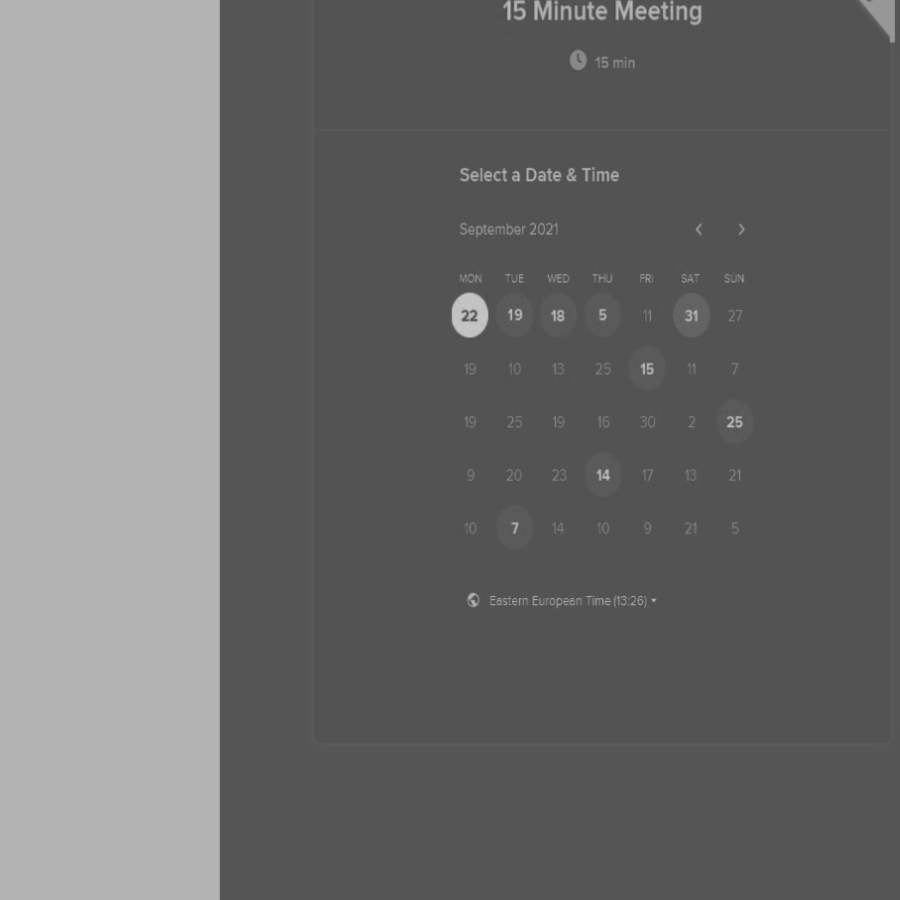 15 Minute Meeting
15 min
Select a Date & Time
September 2021
MON TUE WED THU FRI SAT SUN
22 19 18 5 11 31 27
19 10 13 25 15 11 7
19 25 19 16 30 2 25
9 20 23 14 17 13 21
10 7 14 10 9 21 5
Eastern European Time (13:26)